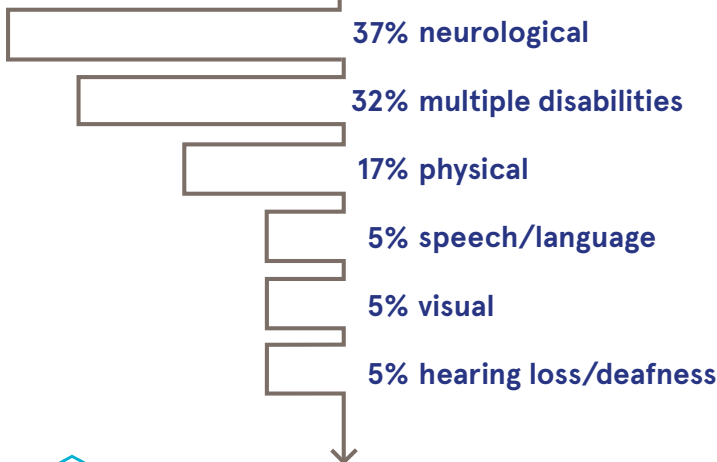 37% neurological
32% multiple disabilities
17% physical
5% speech/language
5% visual
5% hearing loss/deafness